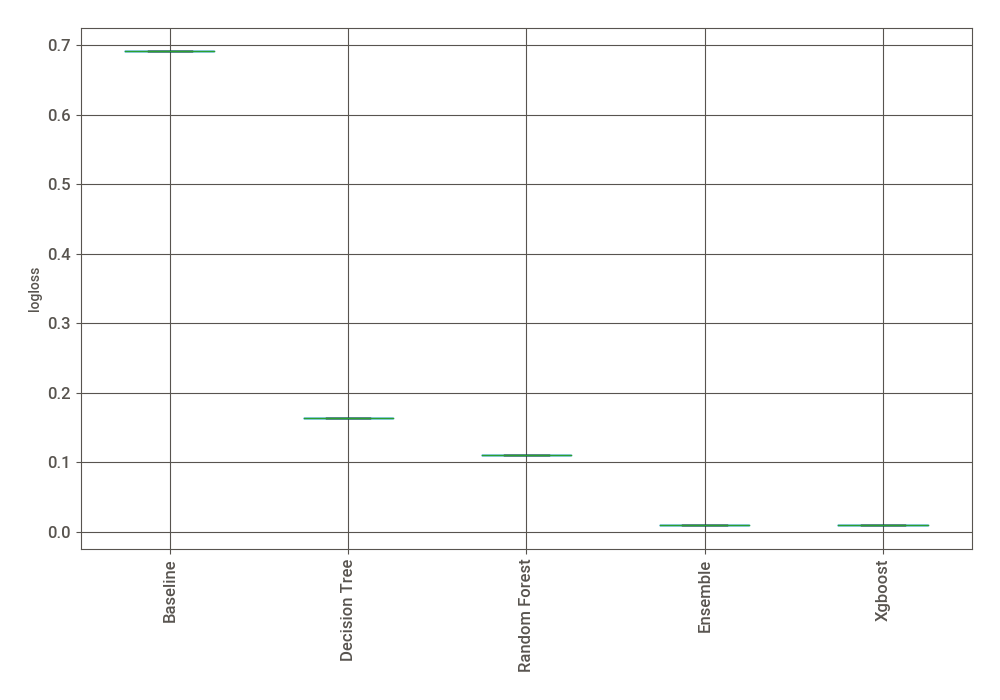 0.7
0.6
0.5
0.4
0.3
0.2
0.1
0.0
logloss
Baseline
Decision Tree
Random Forest
Ensemble
Xgboost